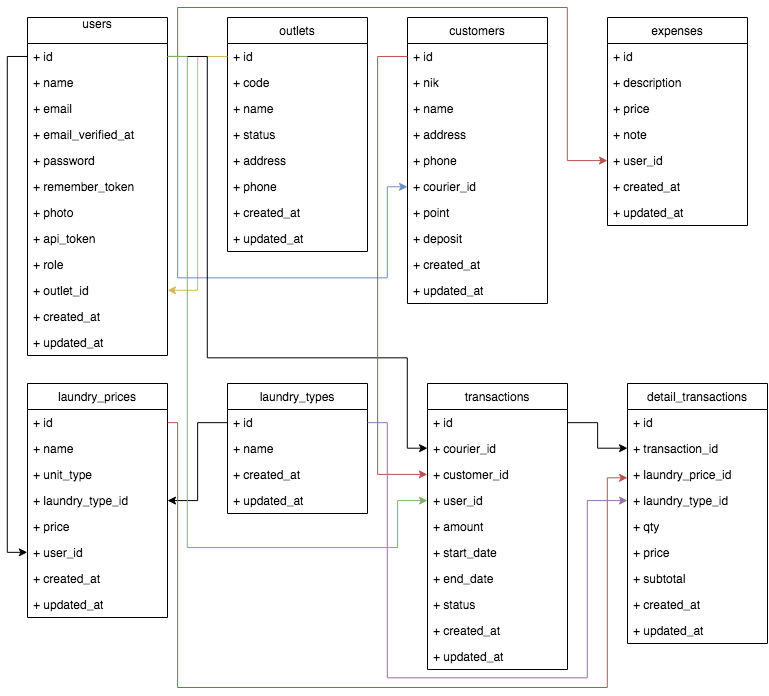 users
+ id
+ name
+ email
+ email_verified_at
+ password
+ remember_token
+ photo
+ api_token
+ role
+ outlet_id
+ created_at
+ updated_at
outlets
+ id
+ code
+ name
+ status
+ address
+ phone
+ created_at
+ updated_at
customers
+ id
+ nik
+ name
+ address
+ phone
+ courier_id
+ point
+ deposit
+ created_at
+ updated_at
expenses
+ id
+ description
+ price
+ note
+ user_id
+ created_at
+ updated_at
laundry_prices
+ id
+ name
+ unit_type
+ laundry_type_id
+ price
+ user_id
+ created_at
+ updated_at
laundry_types
+ id
+ name
+ created_at
+ updated_at
transactions
+ id
+ courier_id
+ customer_id
+ user_id
+ amount
+ start_date
+ end_date
+ status
+ created_at
+ updated_at
detail_transactions
+ id
+ transaction_id
+ laundry_price_id
+ laundry_type_id
+ qty
+ price
+ subtotal
+ created_at
+ updated_at